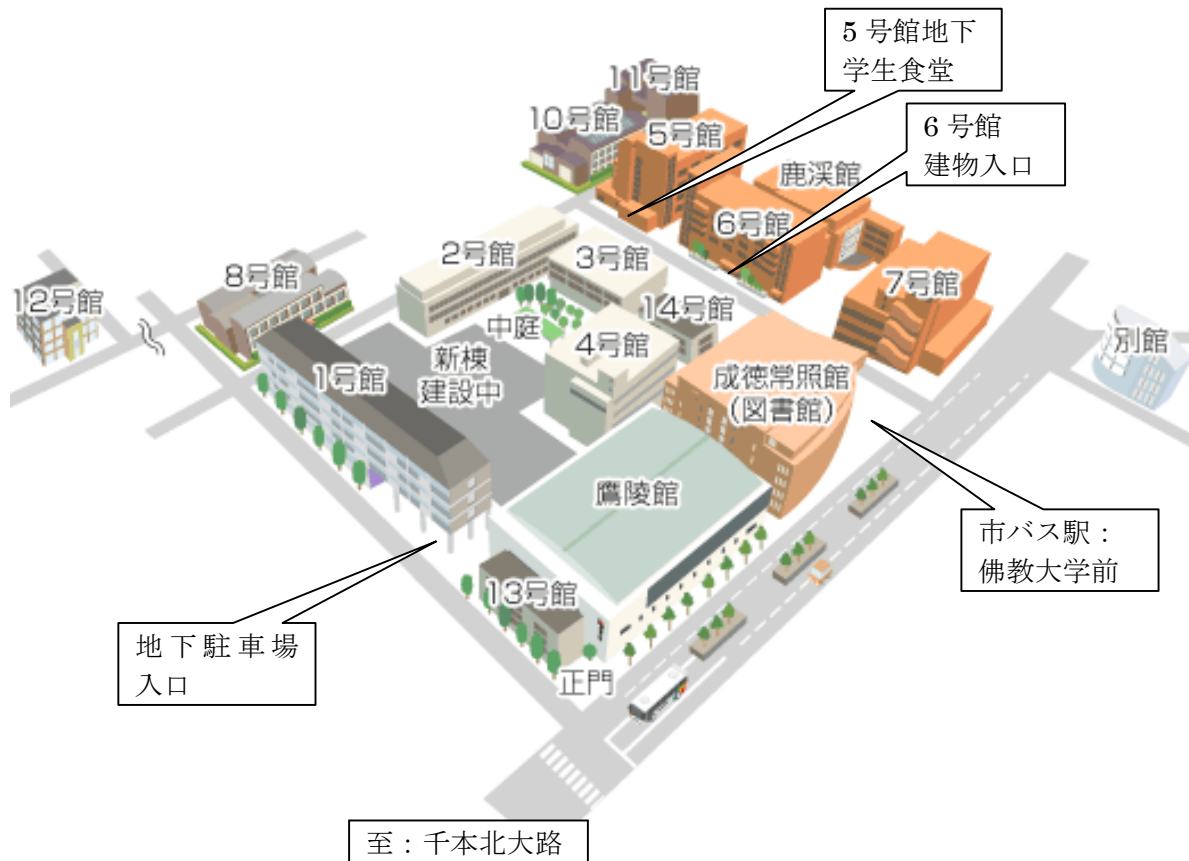 5 号館地下
学生食堂
11号館
10号館
5号館
6 号館
建物入口
鹿渓館
6号館
2号館
3号館
8号館
7号館
12号館
14号館
中庭
4号館
別館
新棟
建設中
1号館
成徳常照館
(図書館)
鷹陵館
市バス駅：
佛教大学前
13号館
地下駐車場
入口
正門
至：千本北大路